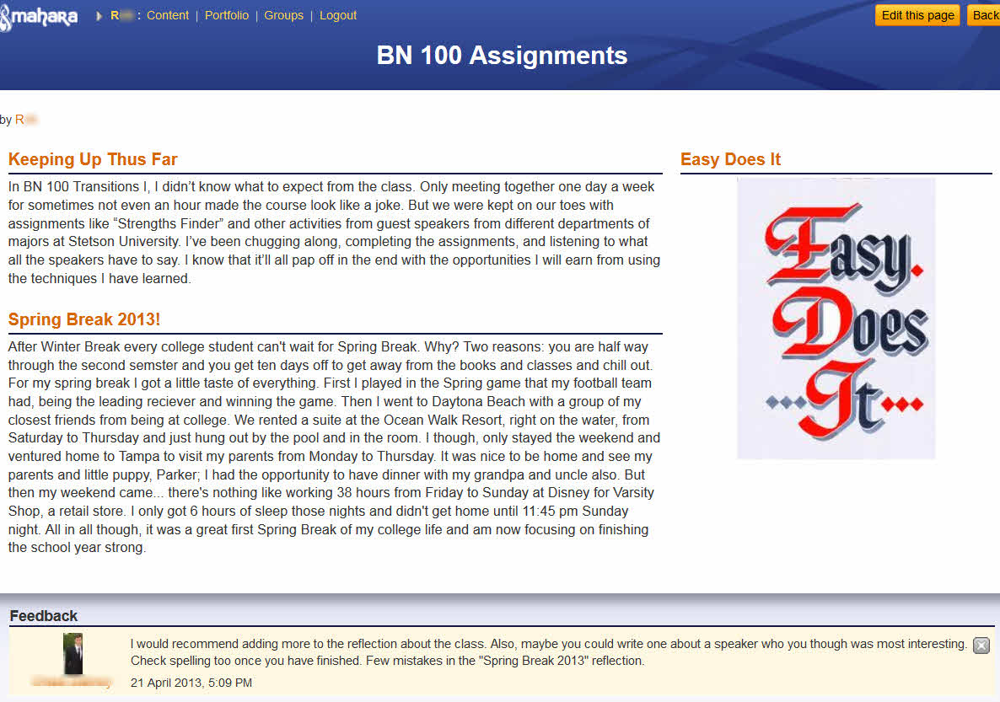 mahara
R : Content | Portfolio | Groups | Logout
Edit this page
Back
BN 100 Assignments
by R
Keeping Up Thus Far
In BN 100 Transitions I, I didn’t know what to expect from the class. Only meeting together one day a week
for sometimes not even an hour made the course look like a joke. But we were kept on our toes with
assignments like “Strengths Finder” and other activities from guest speakers from different departments of
majors at Stetson University. I’ve been chugging along, completing the assignments, and listening to what
all the speakers have to say. I know that it’ll all pap off in the end with the opportunities I will earn from using
the techniques I have learned.
Spring Break 2013!
After Winter Break every college student can't wait for Spring Break. Why? Two reasons: you are half way
through the second semster and you get ten days off to get away from the books and classes and chill out.
For my spring break I got a little taste of everything. First I played in the Spring game that my football team
had, being the leading reciever and winning the game. Then I went to Daytona Beach with a group of my
closest friends from being at college. We rented a suite at the Ocean Walk Resort, right on the water, from
Saturday to Thursday and just hung out by the pool and in the room. I though, only stayed the weekend and
ventured home to Tampa to visit my parents from Monday to Thursday. It was nice to be home and see my
parents and little puppy, Parker; I had the opportunity to have dinner with my grandpa and uncle also. But
then my weekend came... there's nothing like working 38 hours from Friday to Sunday at Disney for Varsity
Shop, a retail store. I only got 6 hours of sleep those nights and didn't get home until 11:45 pm Sunday
night. All in all though, it was a great first Spring Break of my college life and am now focusing on finishing
the school year strong.
Easy Does It
Easy.
Does
It
Feedback
I would recommend adding more to the reflection about the class. Also, maybe you could write one about a speaker who you though was most interesting.
Check spelling too once you have finished. Few mistakes in the "Spring Break 2013" reflection.
21 April 2013, 5:09 PM